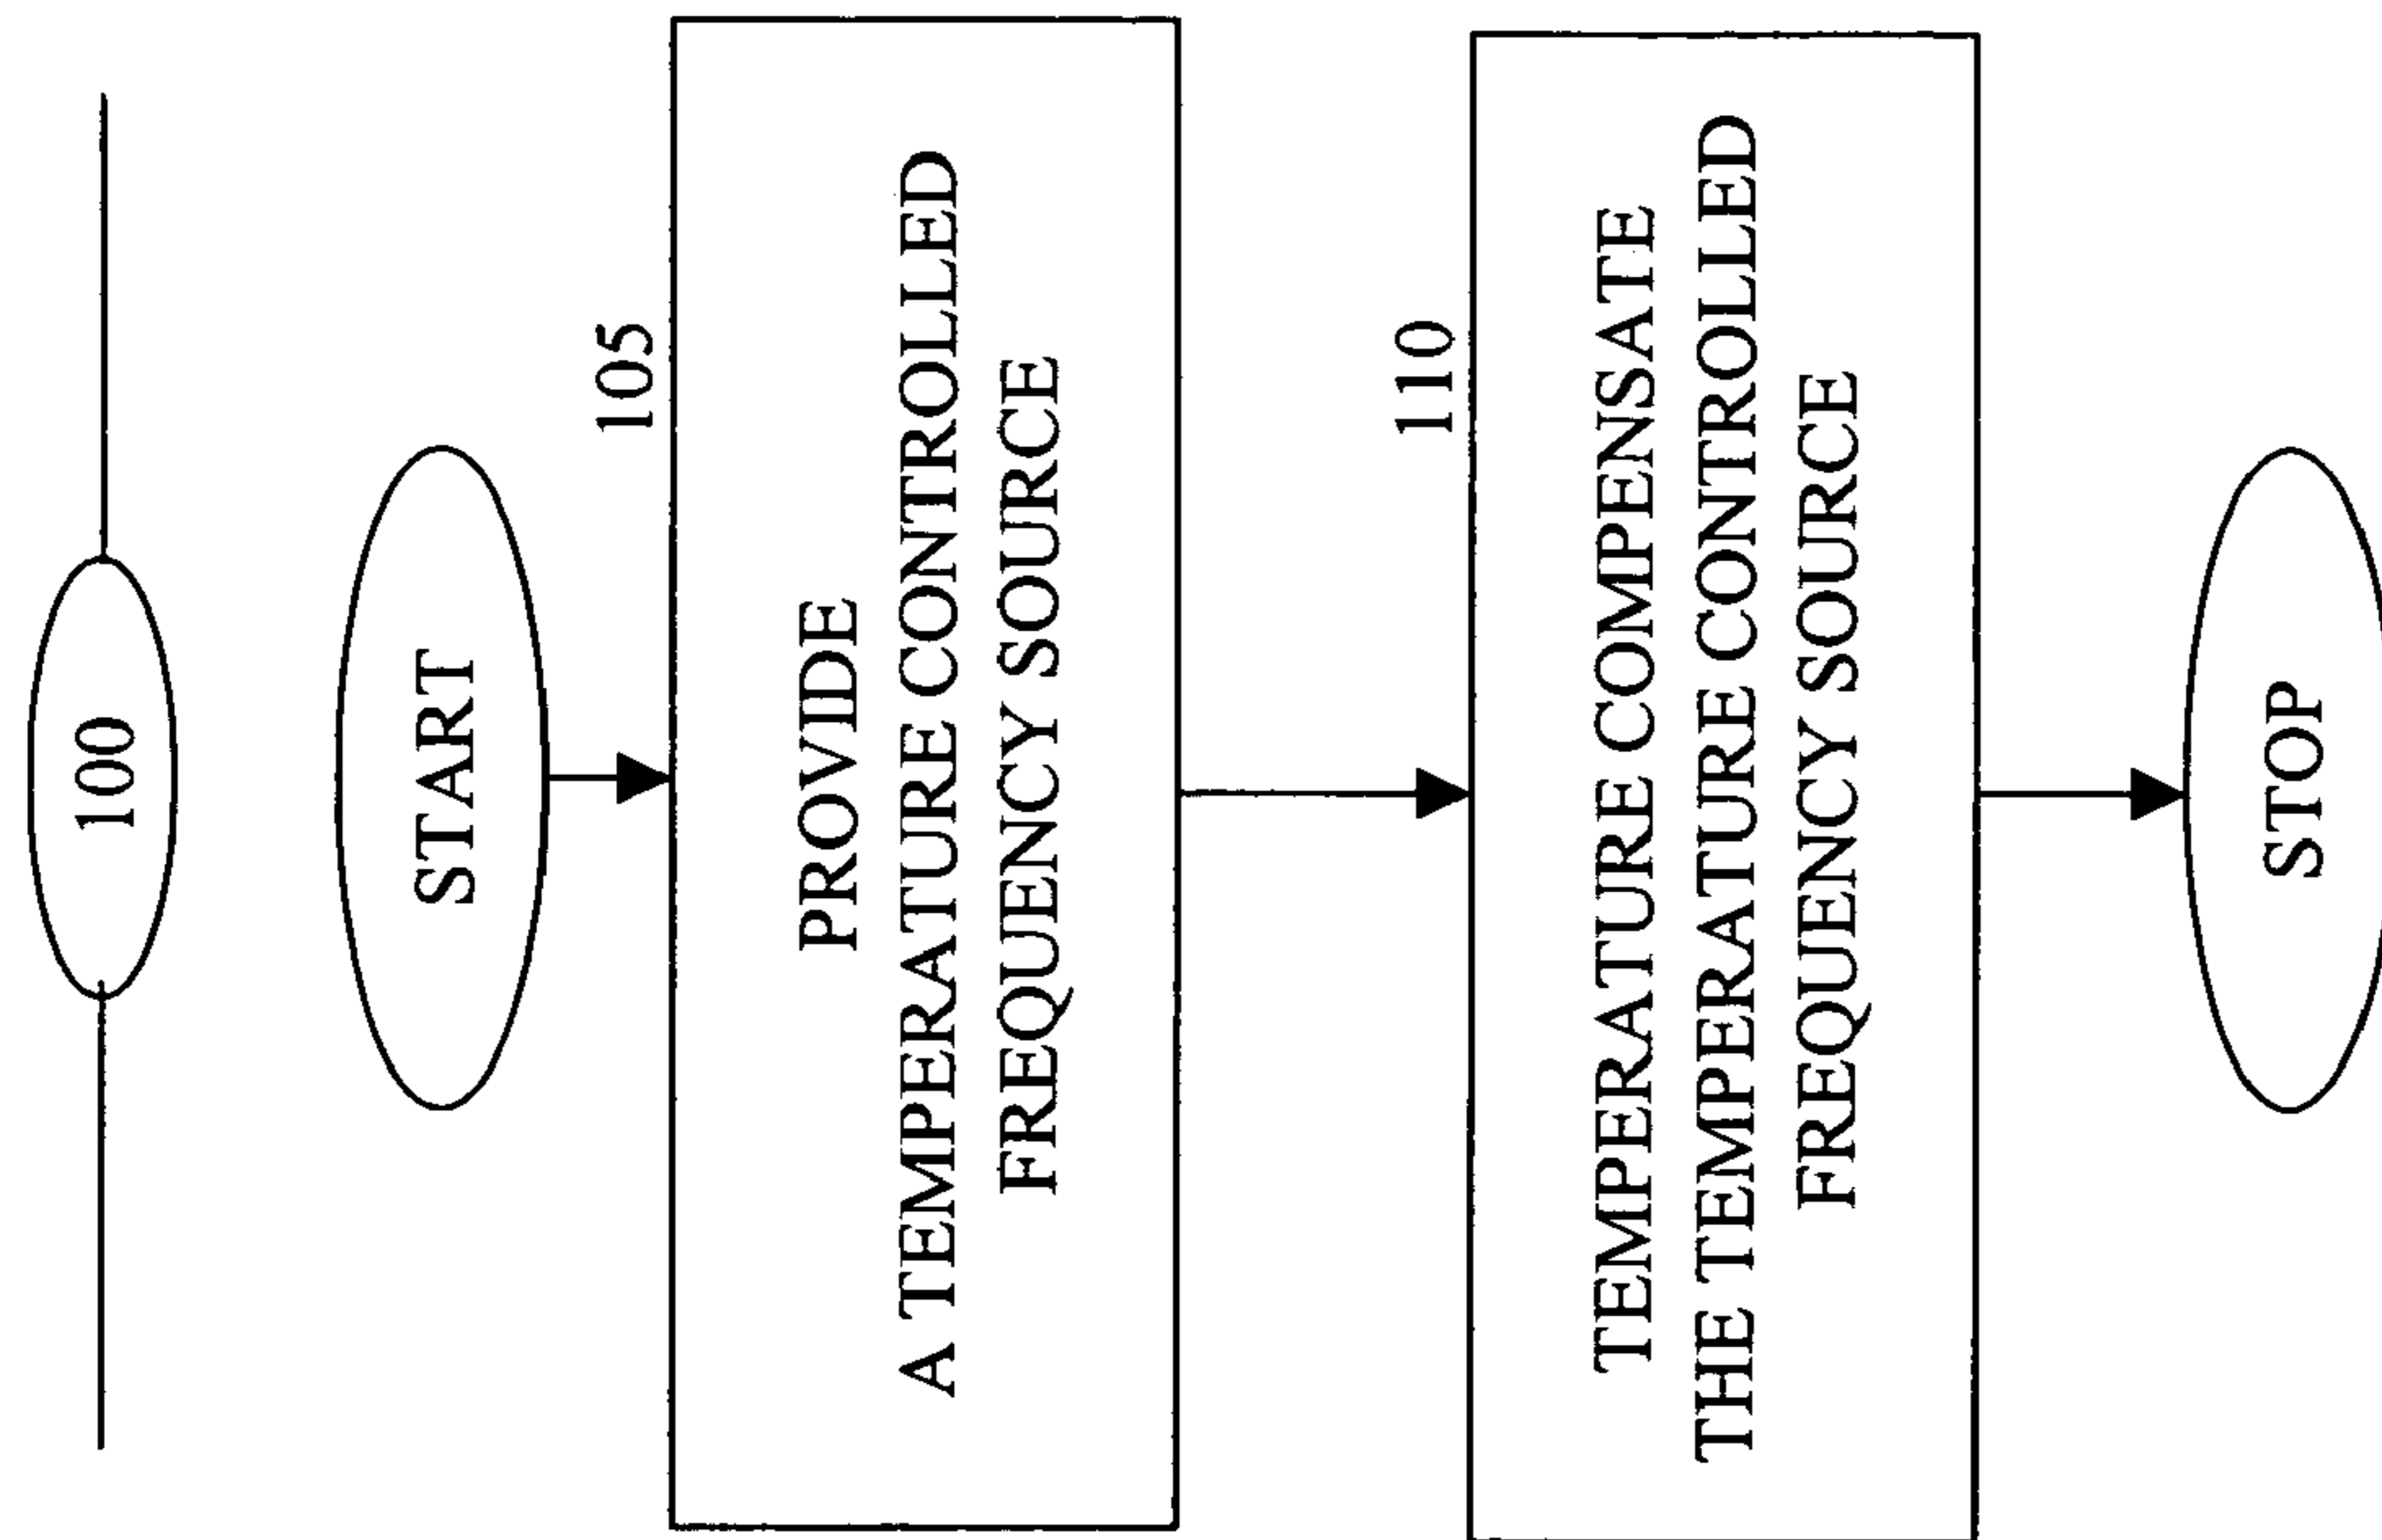 100
START
105
PROVIDE
A TEMPERATURE CONTROLLED
FREQUENCY SOURCE
110
TEMPERATURE COMPENSATE
THE TEMPERATURE CONTROLLED
FREQUENCY SOURCE
STOP